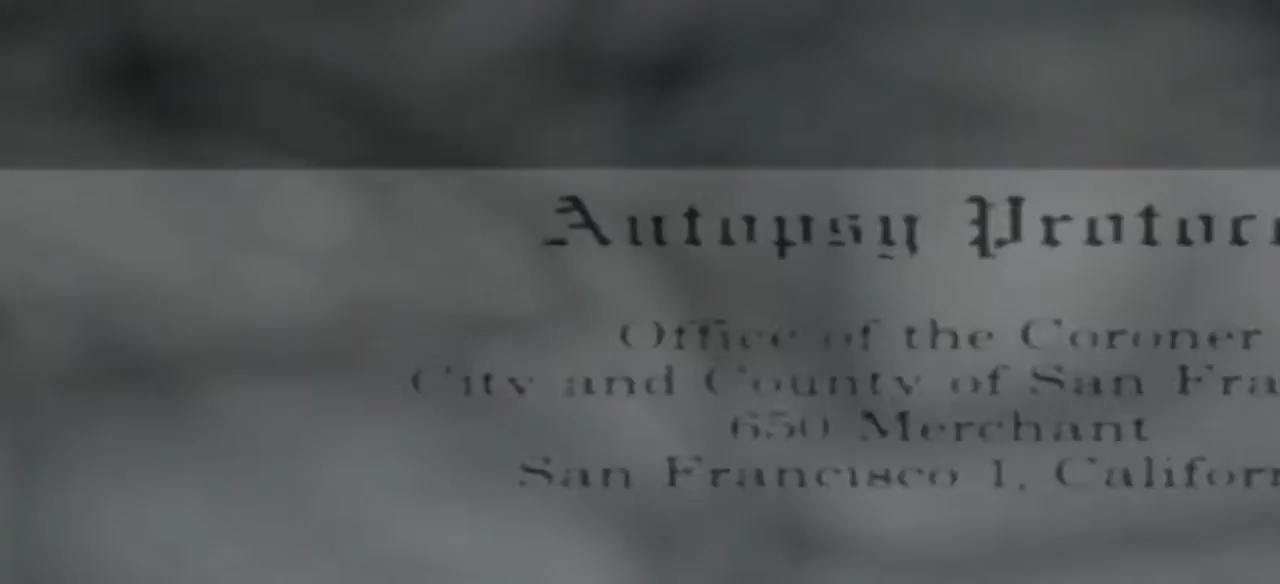 Autopsy Protoc
Office of the Coroner
City and County of San Fra
650 Merchant
San Francisco 1, Califor